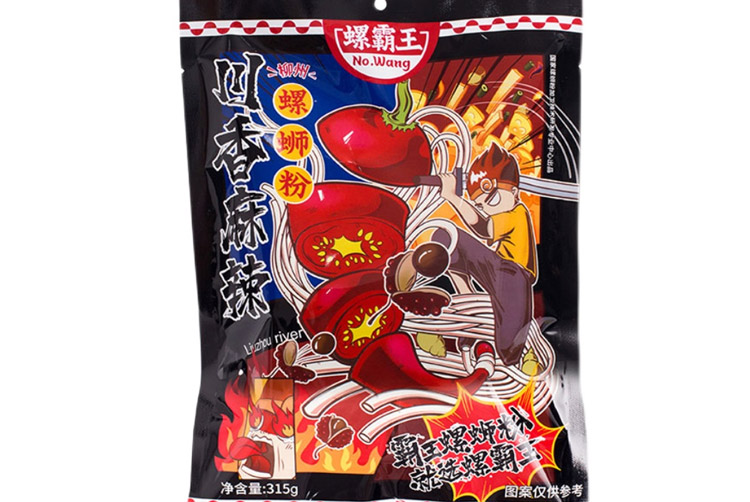 螺霸王
No.Wang
柳州
螺蛳粉
川香麻辣
Liuzhou river
霸王螺蛳粉
就选螺霸王
净含量:315g
图案仅供参考